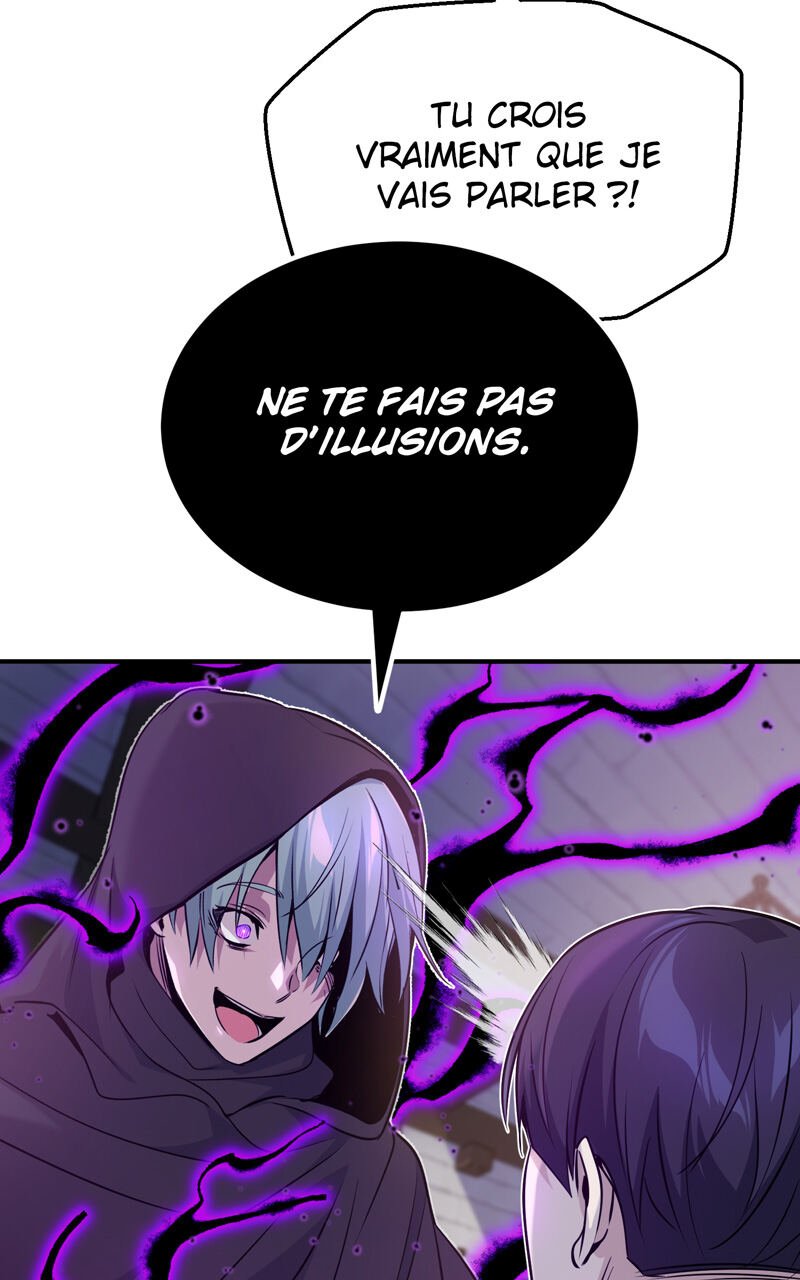 TU CROIS
VRAIMENT QUE JE
VAIS PARLER ?!
NE TE FAIS PAS
D'ILLUSIONS.